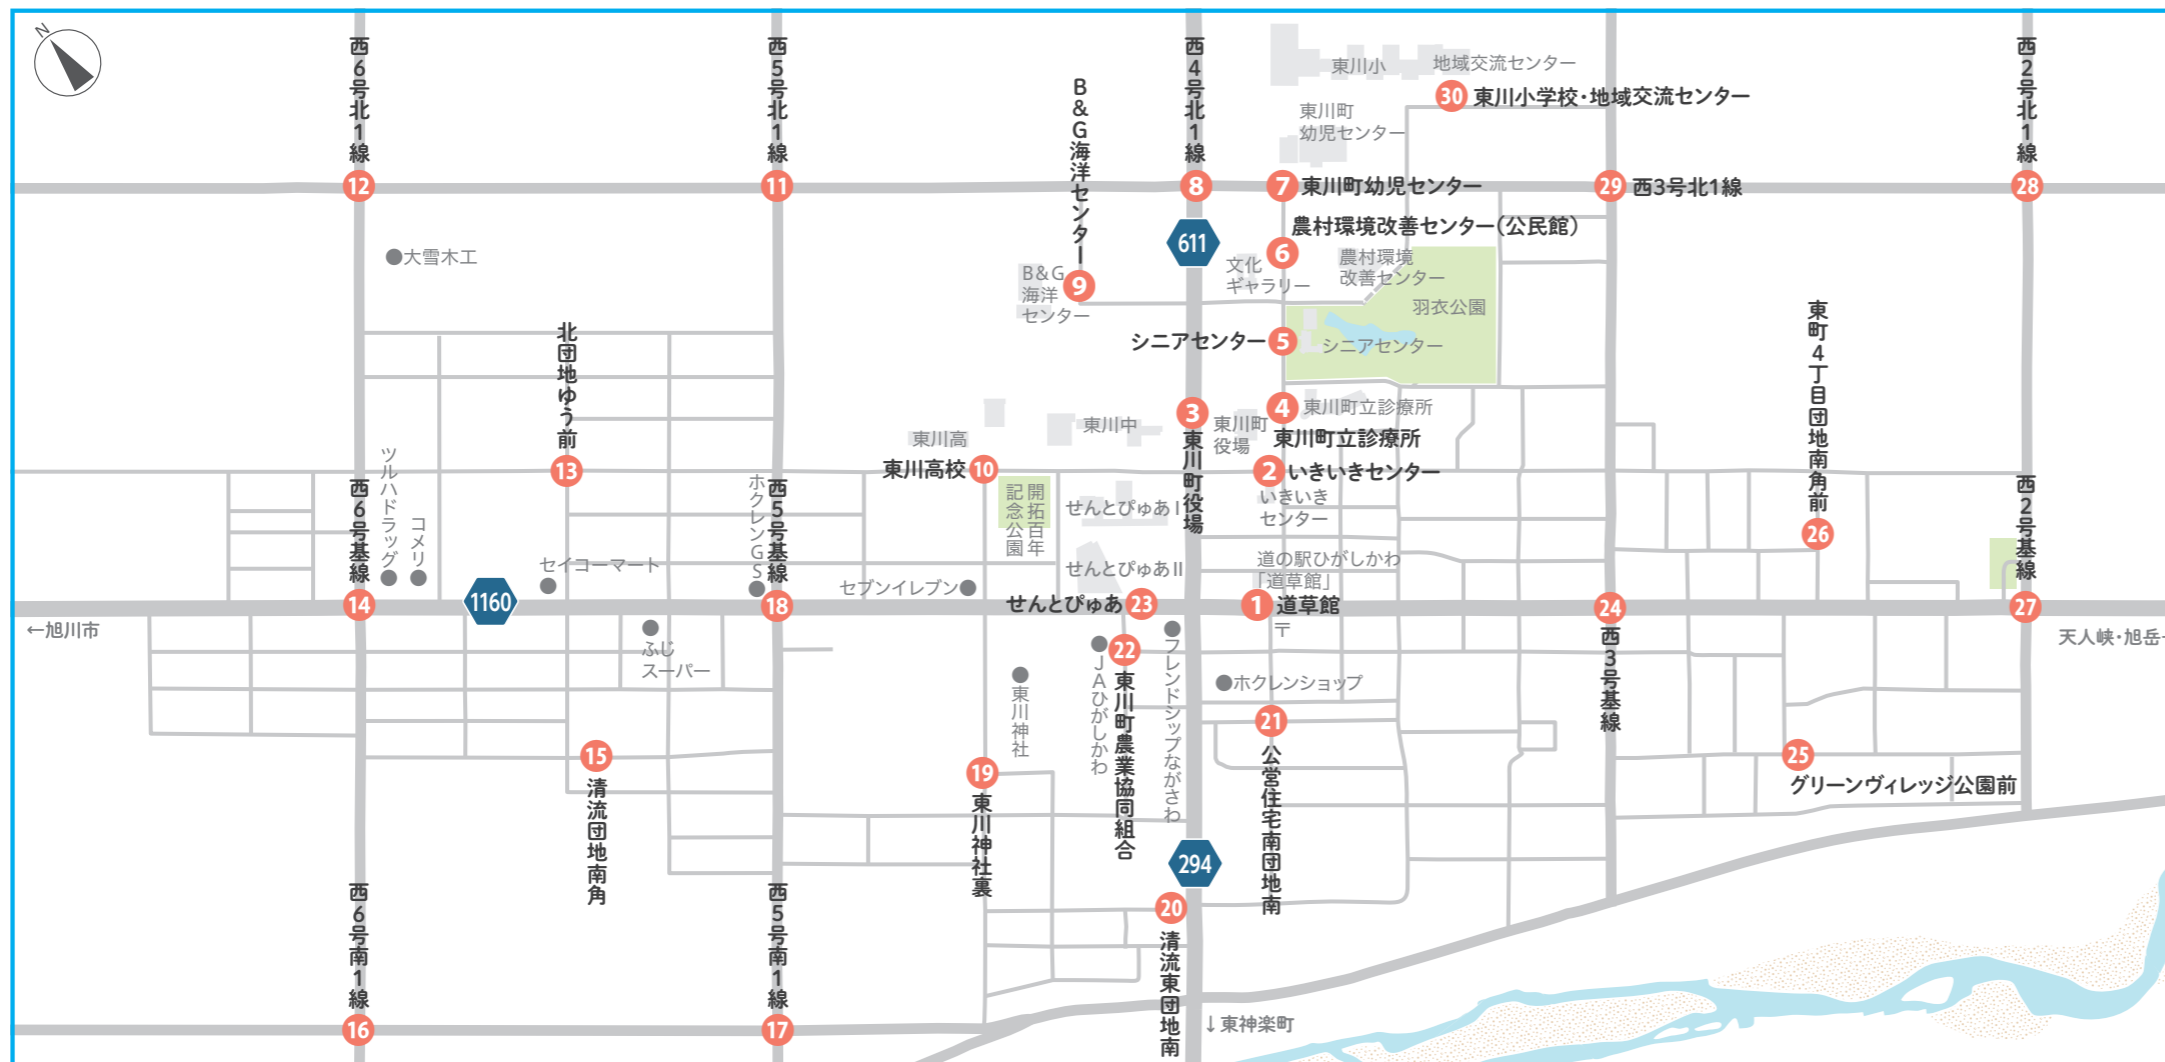 N
西6号北1線
西5号北1線
B&G海洋センター
西4号北1線
西2号北1線
東川小
地域交流センター
30 東川小学校・地域交流センター
東川町
幼児センター
12
11
8
7 東川町幼児センター
29 西3号北1線
28
611
農村環境改善センター(公民館)
6
文化
ギャラリー
農村環境
改善センター
羽衣公園
大雪木工
B&G
海洋
センター
9
シニアセンター 5
シニアセンター
北団地ゆう前
13
東町4丁目団地南角前
26
3
東川町役場
東川町
役場
4 東川町立診療所
東川町立診療所
東川高
東川中
東川高校 10
2 いきいきセンター
いきいき
センター
開拓百年
記念公園
せんとぴゅあI
せんとぴゅあII
道の駅ひがしかわ
「道草館」
ツルハドラッグ
コメリ
西6号基線
14
1160
セイコーマート
ホクレンGS
西5号基線
18
セブンイレブン
せんとぴゅあ 23
1 道草館
〒
24
西3号基線
西2号基線
27
←旭川市
天人峡・旭岳
ふじ
スーパー
東川神社
JAひがしかわ
22
東川町農業協同組合
フレンドシップながさわ
ホクレンショップ
21
公営住宅南団地南
15
清流団地南角
19
東川神社裏
25
グリーンヴィレッジ公園前
294
20
清流東団地南
西6号南1線
16
西5号南1線
17
↓東神楽町